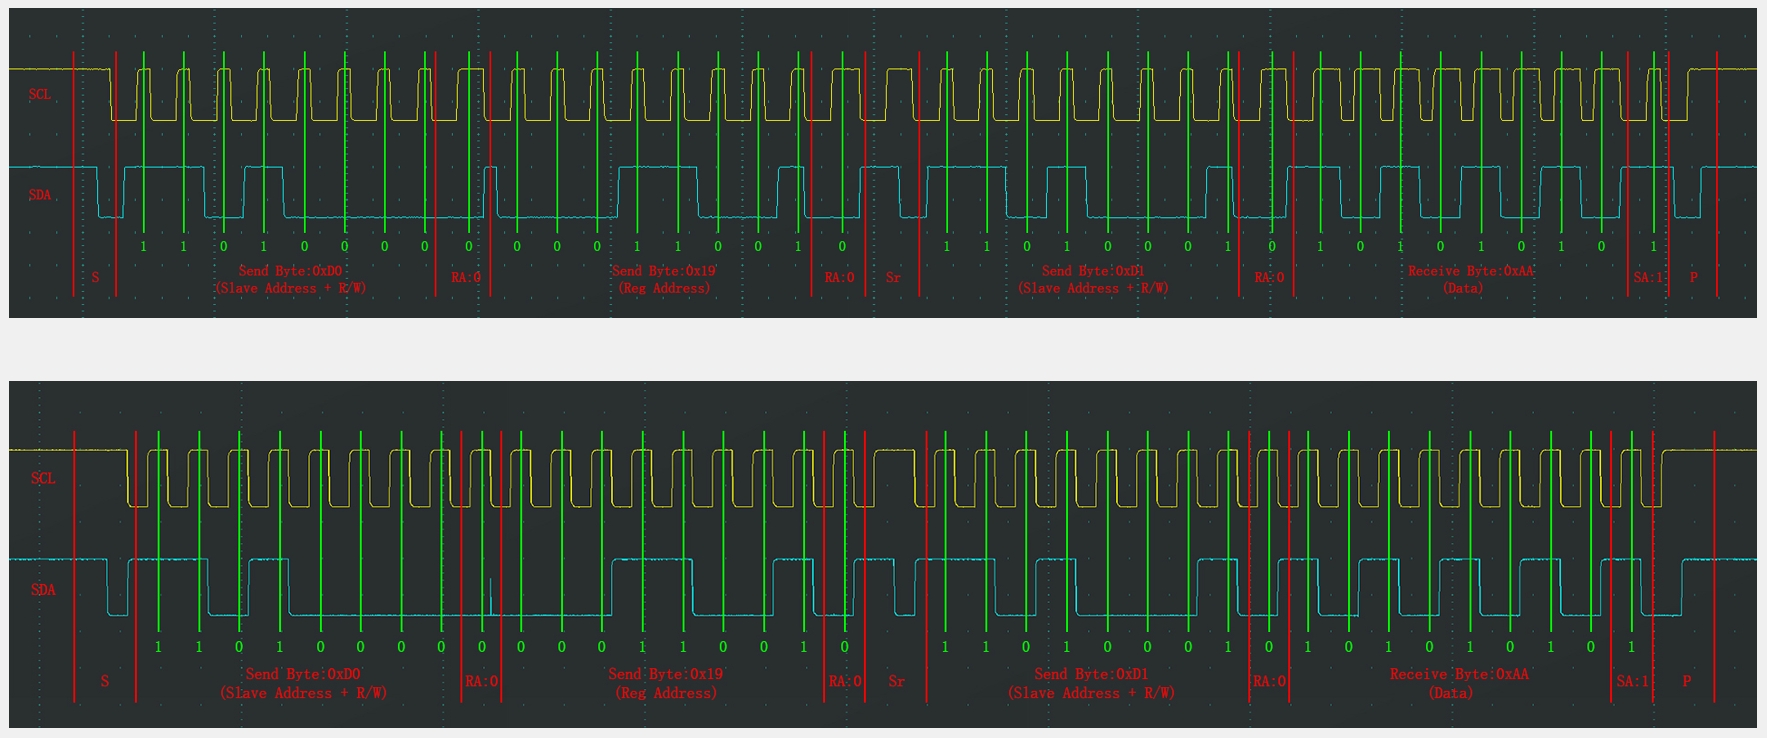 SCL
SDA
1 1 0 1 0 0 0 0 0 0 0 0 1 1 0 0 1 0 1 1 0 1 0 0 0 1 0 1 0 1 0 1 0 1 0 1
S Send Byte:0xD0 RA:0 Send Byte:0x19 RA:0 Sr Send Byte:0xD1 RA:0 Receive Byte:0xAA SA:1 P
(Slave Address + R/W) (Reg Address) (Slave Address + R/W) (Data)
SCL
SDA
1 1 0 1 0 0 0 0 0 0 0 0 1 1 0 0 1 0 1 1 0 1 0 0 0 1 0 1 0 1 0 1 0 1 0 1
S Send Byte:0xD0 RA:0 Send Byte:0x19 RA:0 Sr Send Byte:0xD1 RA:0 Receive Byte:0xAA SA:1 P
(Slave Address + R/W) (Reg Address) (Slave Address + R/W) (Data)